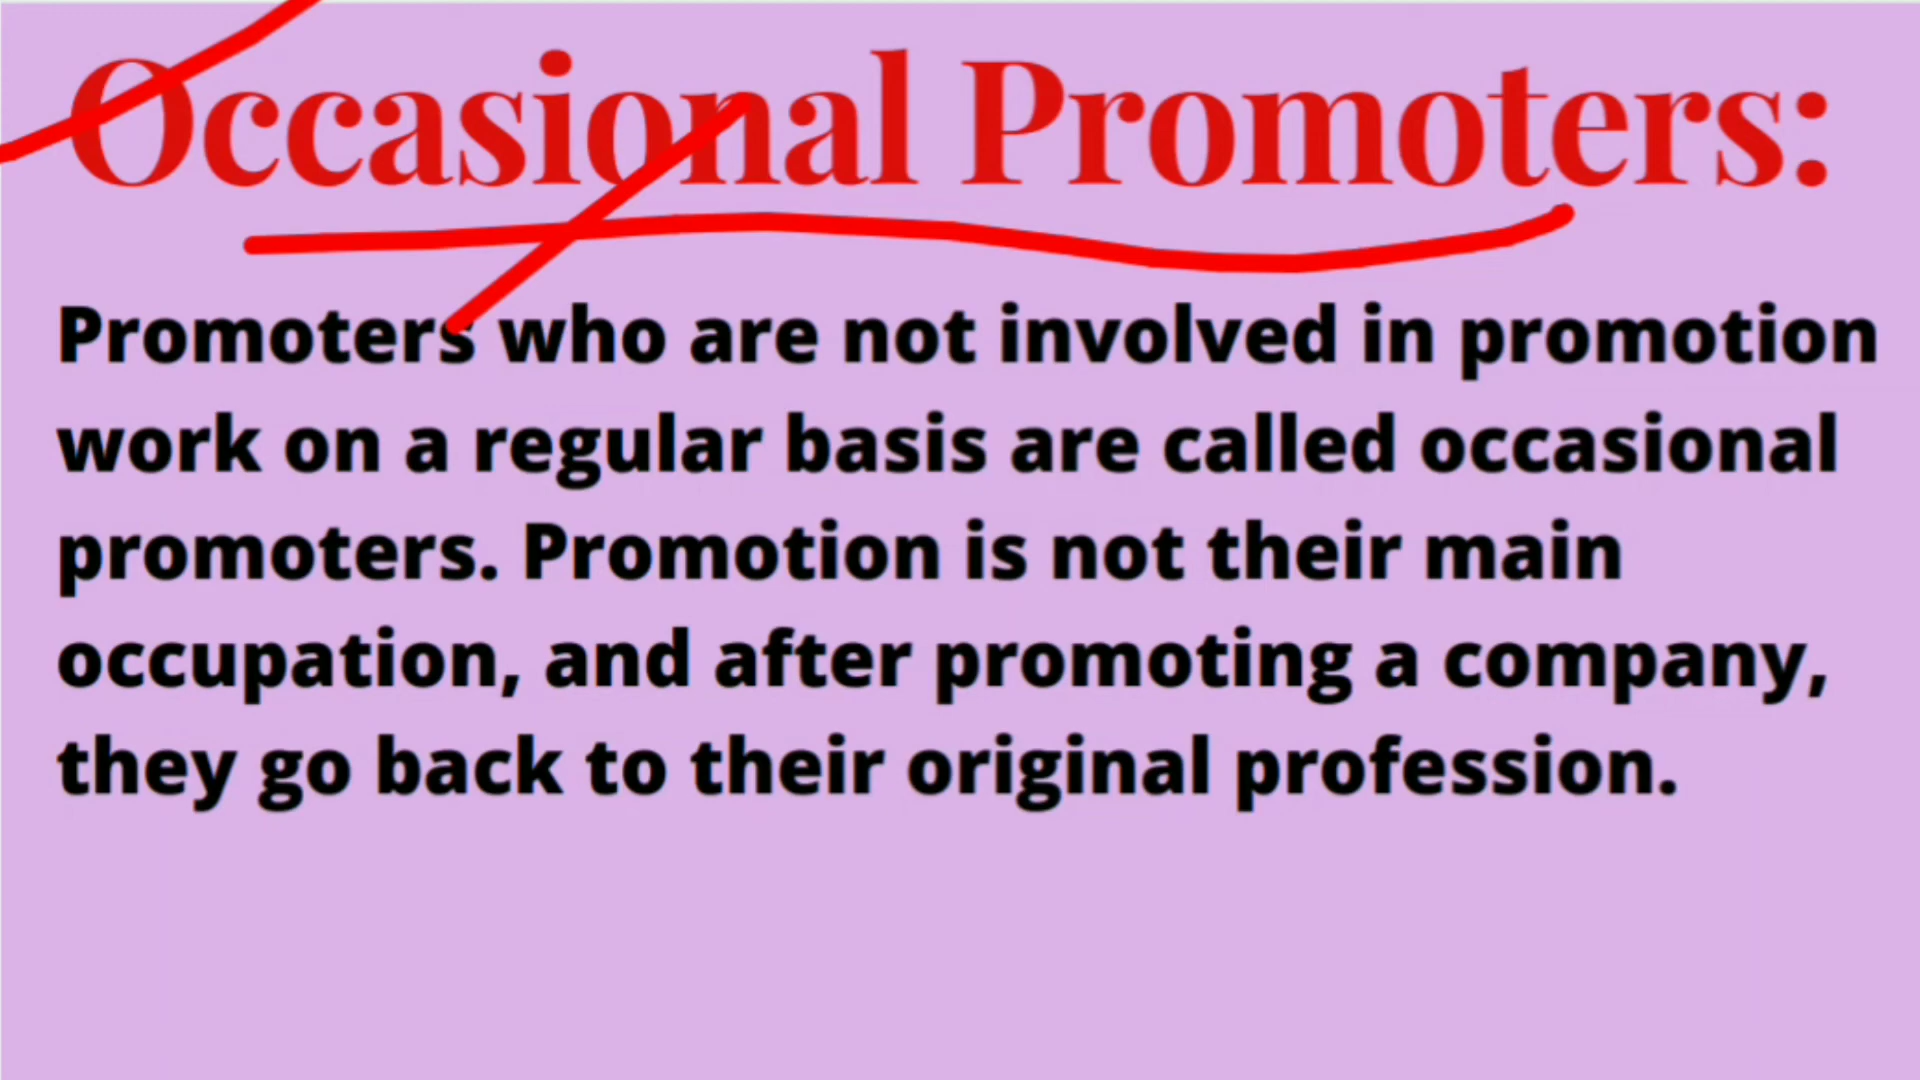 Occasional Promoters:
Promoters who are not involved in promotion
work on a regular basis are called occasional
promoters. Promotion is not their main
occupation, and after promoting a company,
they go back to their original profession.